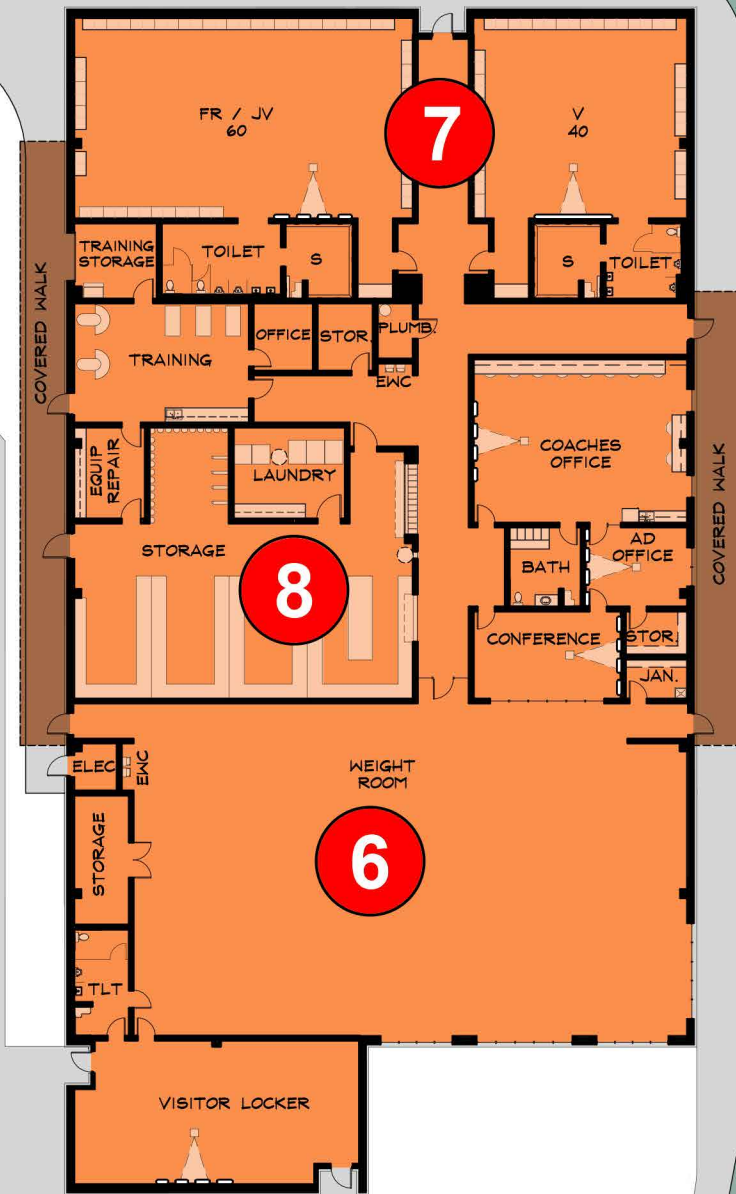 FR / JV
60
7
V
40
TRAINING
STORAGE
TOILET
S
S
TOILET
COVERED WALK
TRAINING
OFFICE
STOR.
PLUMB.
EWC
EQUIP
REPAIR
LAUNDRY
COACHES
OFFICE
COVERED WALK
STORAGE
8
BATH
AD
OFFICE
CONFERENCE
STOR.
JAN.
ELEC
EWC
WEIGHT
ROOM
6
STORAGE
TLT
VISITOR LOCKER